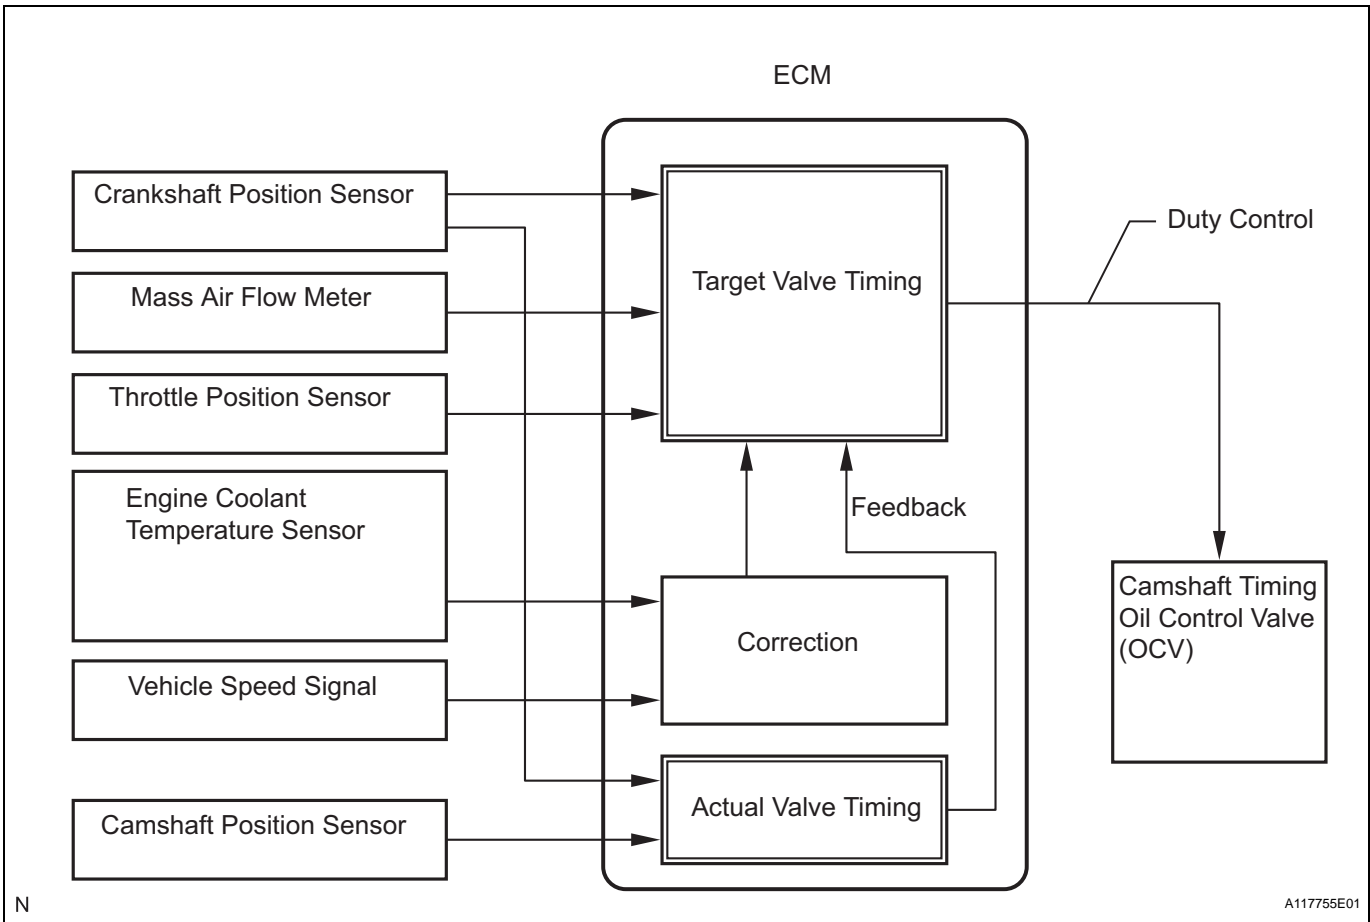 ECM
Crankshaft Position Sensor
Mass Air Flow Meter
Throttle Position Sensor
Engine Coolant
Temperature Sensor
Vehicle Speed Signal
Camshaft Position Sensor
Target Valve Timing
Feedback
Correction
Actual Valve Timing
Duty Control
Camshaft Timing
Oil Control Valve
(OCV)
N
A117755E01